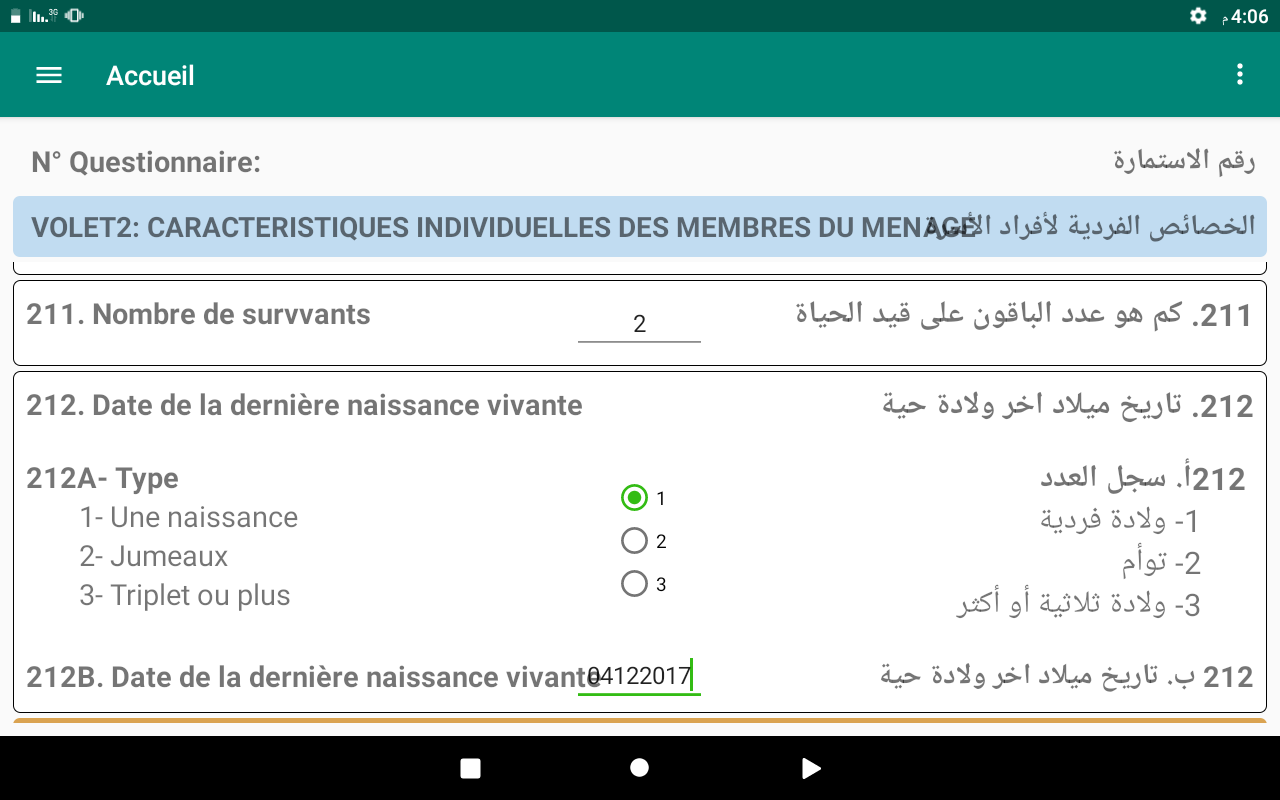 3G
4:06 م
Accueil
N° Questionnaire:
رقم الاستمارة
VOLET2: CARACTERISTIQUES INDIVIDUELLES DES MEMBRES DU MENAGE
الخصائص الفردية لأفراد الأسرة
211. Nombre de survvants
2
211. كم هو عدد الباقون على قيد الحياة
212. Date de la dernière naissance vivante
212. تاريخ ميلاد اخر ولادة حية
212A- Type
212أ. سجل العدد
1- Une naissance
1
1- ولادة فردية
2- Jumeaux
2
2- توأم
3- Triplet ou plus
3
3- ولادة ثلاثية أو أكثر
212B. Date de la dernière naissance vivante
04122017
212 ب. تاريخ ميلاد اخر ولادة حية